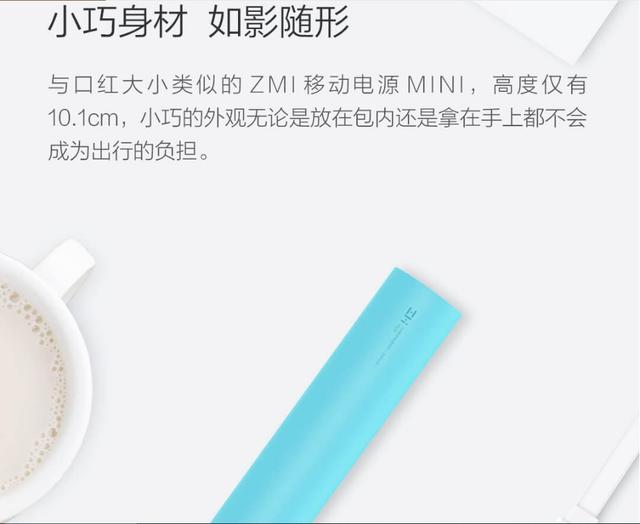 小巧身材 如影随形
与口红大小类似的 ZMI 移动电源 MINI，高度仅有
10.1cm，小巧的外观无论是放在包内还是拿在手上都不会
成为出行的负担。
ZMI